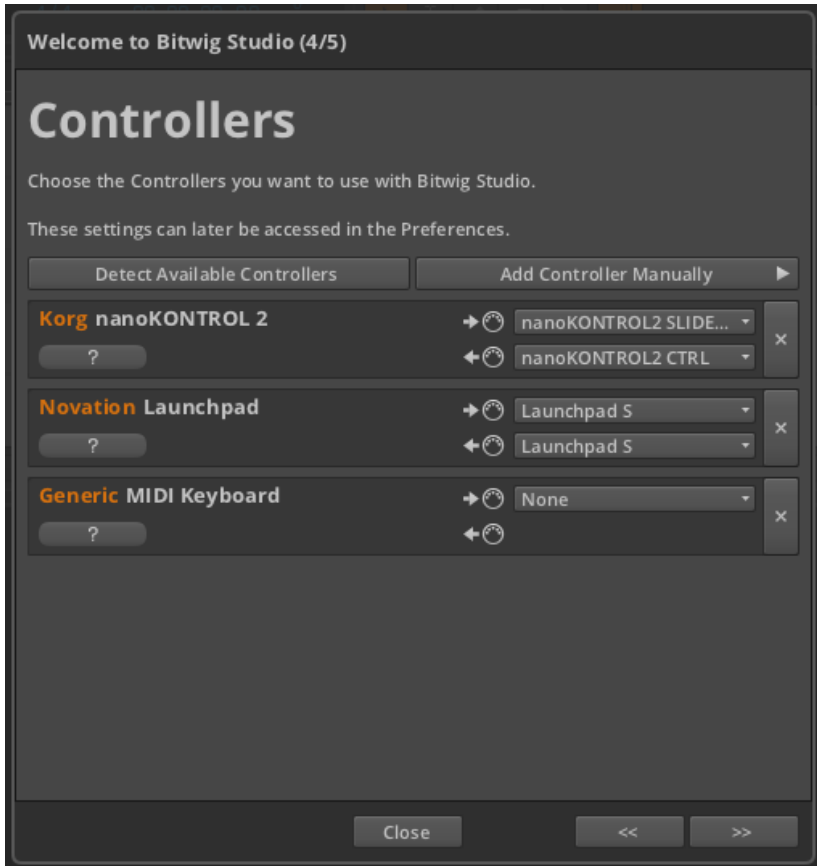 Welcome to Bitwig Studio (4/5)
Controllers
Choose the Controllers you want to use with Bitwig Studio.
These settings can later be accessed in the Preferences.
Detect Available Controllers
Add Controller Manually
Korg nanoKONTROL 2
nanoKONTROL2 SLIDE...
?
nanoKONTROL2 CTRL
Novation Launchpad
Launchpad S
?
Launchpad S
Generic MIDI Keyboard
None
?
Close
<<
>>